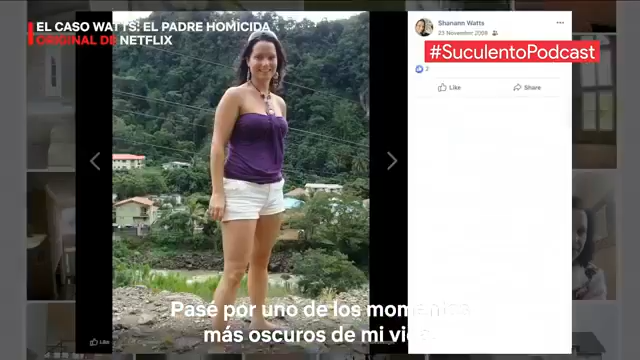 EL CASO WATTS: EL PADRE HOMICIDA
ORIGINAL DE NETFLIX
Shanann Watts
23 November 2008
#SuculentoPodcast
2
Like
Share
Like
Pasé por uno de los momentos
más oscuros de mi vida.